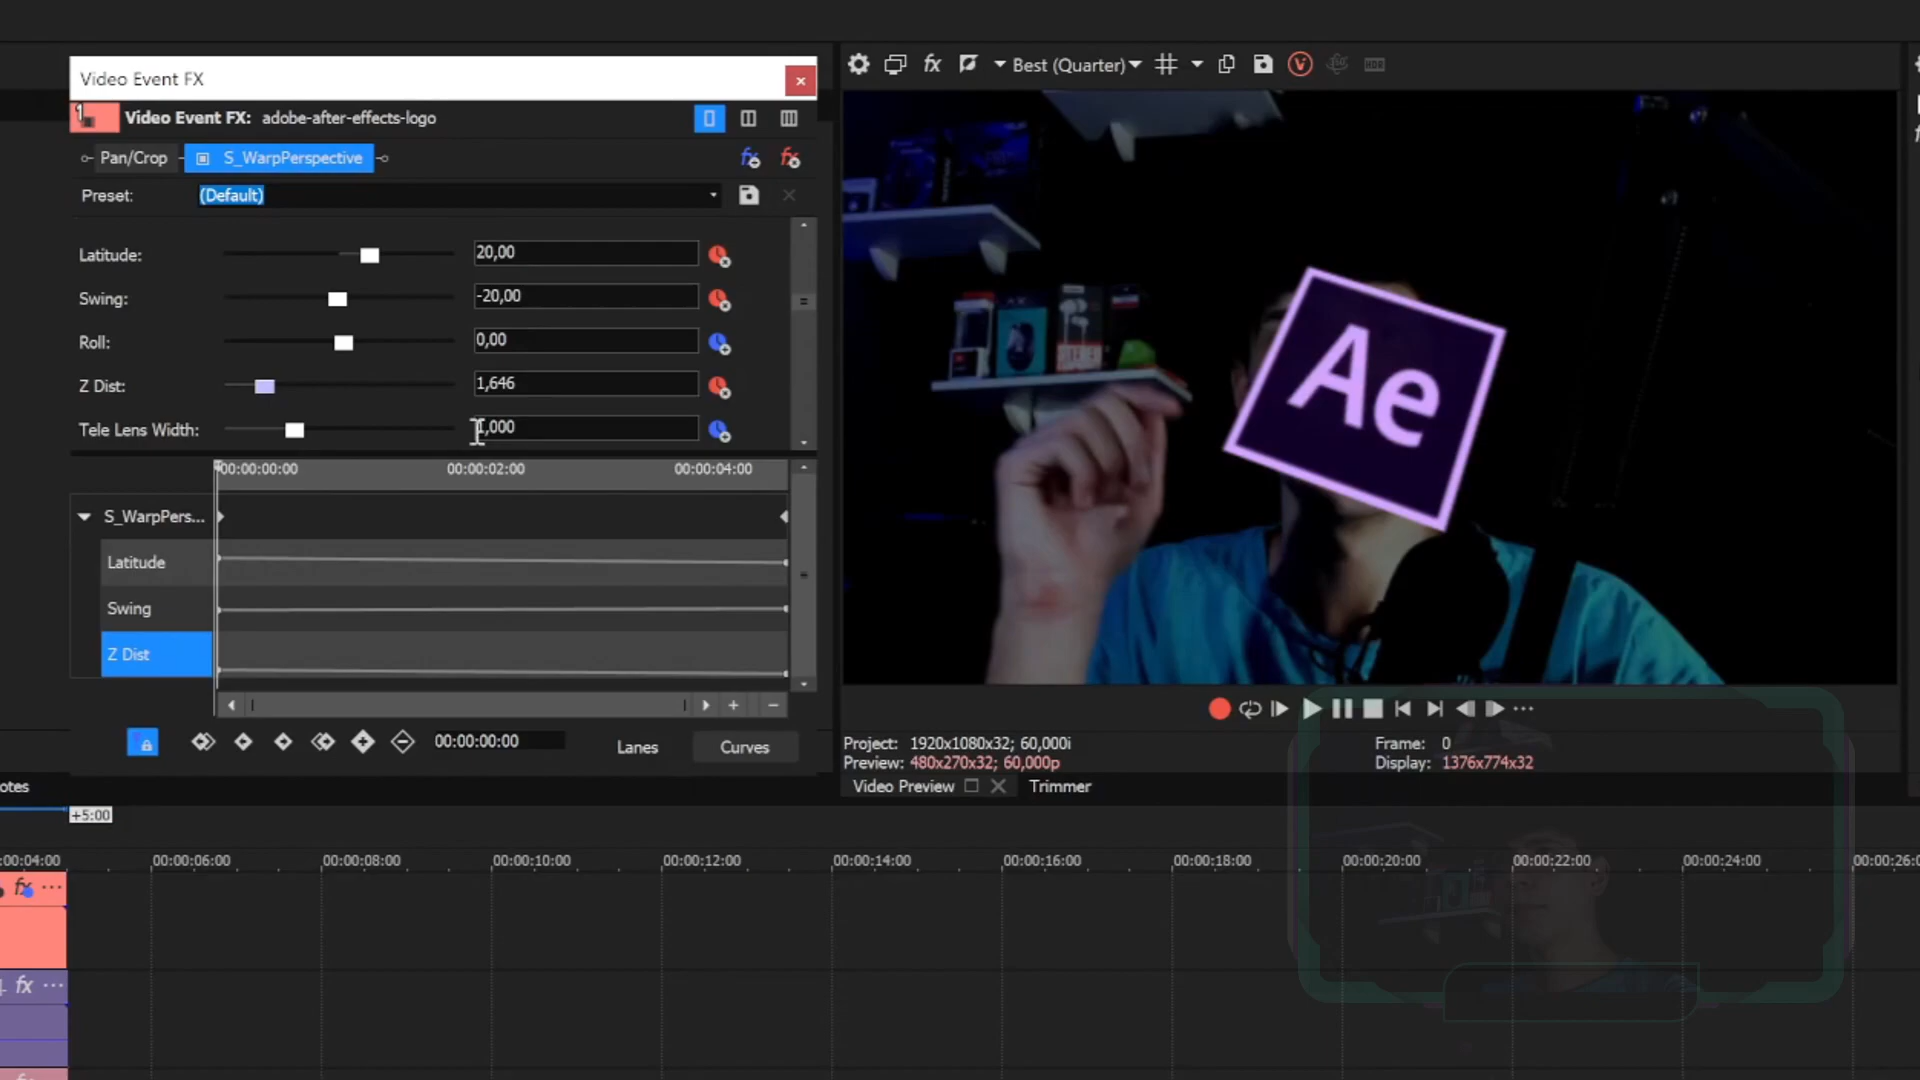 Video Event FX
Video Event FX: adobe-after-effects-logo
Pan/Crop S_WarpPerspective
Preset: (Default)
Latitude: 20,00
Swing: -20,00
Roll: 0,00
Z Dist: 1,646
Tele Lens Width: 1,000
00:00:00:00 00:00:02:00 00:00:04:00
S_WarpPers...
Latitude
Swing
Z Dist
00:00:00:00 Lanes Curves
Best (Quarter)
Ae
Project: 1920x1080x32; 60,000i
Preview: 480x270x32; 60,000p
Frame: 0
Display: 1376x774x32
Video Preview Trimmer
otes
+5:00
:00:04:00 00:00:06:00 00:00:08:00 00:00:10:00 00:00:12:00 00:00:14:00 00:00:16:00 00:00:18:00 00:00:20:00 00:00:22:00 00:00:24:00 00:00:26:0
fx
fx